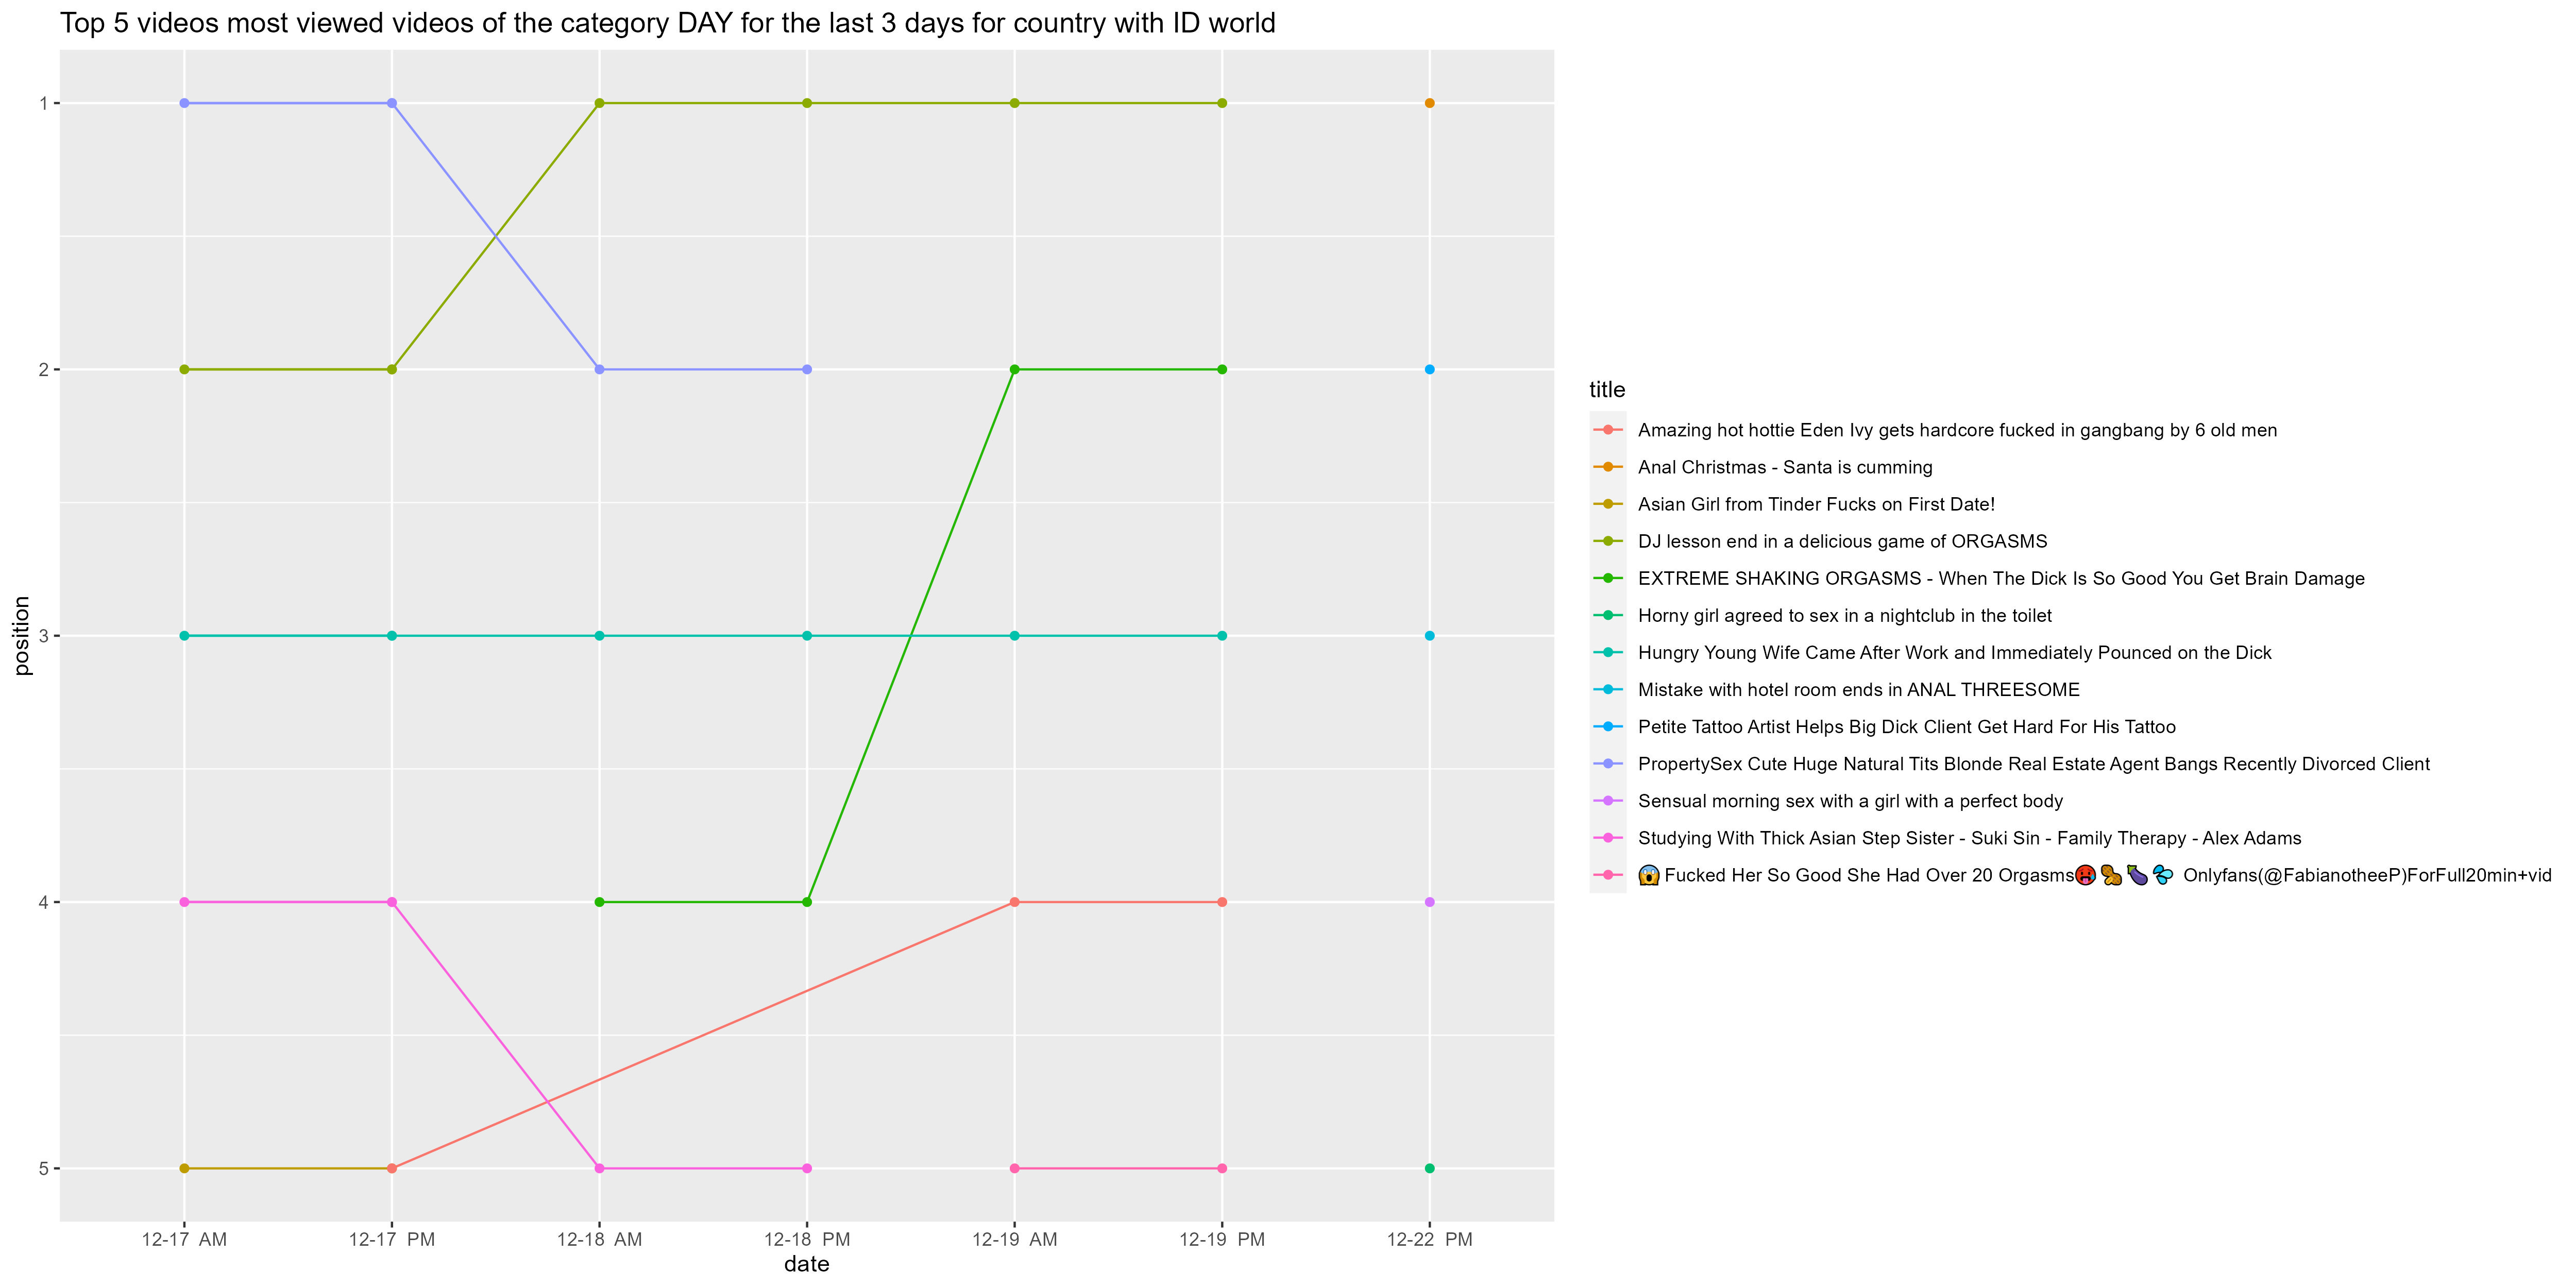 Top 5 videos most viewed videos of the category DAY for the last 3 days for country with ID world
position
1
2
3
4
5
12-17 AM
12-17 PM
12-18 AM
12-18 PM
12-19 AM
12-19 PM
12-22 PM
date
title
Amazing hot hottie Eden Ivy gets hardcore fucked in gangbang by 6 old men
Anal Christmas - Santa is cumming
Asian Girl from Tinder Fucks on First Date!
DJ lesson end in a delicious game of ORGASMS
EXTREME SHAKING ORGASMS - When The Dick Is So Good You Get Brain Damage
Horny girl agreed to sex in a nightclub in the toilet
Hungry Young Wife Came After Work and Immediately Pounced on the Dick
Mistake with hotel room ends in ANAL THREESOME
Petite Tattoo Artist Helps Big Dick Client Get Hard For His Tattoo
PropertySex Cute Huge Natural Tits Blonde Real Estate Agent Bangs Recently Divorced Client
Sensual morning sex with a girl with a perfect body
Studying With Thick Asian Step Sister - Suki Sin - Family Therapy - Alex Adams
😱 Fucked Her So Good She Had Over 20 Orgasms🥵 🥜 🍆 💦 Onlyfans(@FabianotheeP)ForFull20min+vid